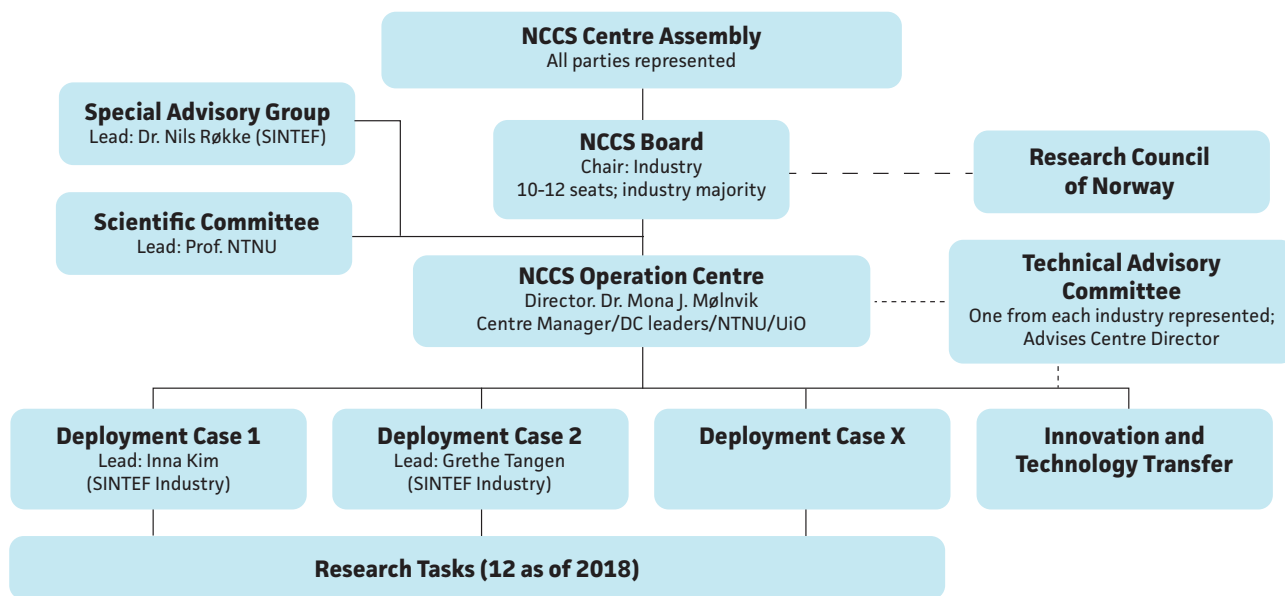 NCCS Centre Assembly
All parties represented
Special Advisory Group
Lead: Dr. Nils Røkke (SINTEF)
NCCS Board
Chair: Industry
10-12 seats; industry majority
Research Council
of Norway
Scientific Committee
Lead: Prof. NTNU
NCCS Operation Centre
Director. Dr. Mona J. Mølnvik
Centre Manager/DC leaders/NTNU/UiO
Technical Advisory
Committee
One from each industry represented;
Advises Centre Director
Deployment Case 1
Lead: Inna Kim
(SINTEF Industry)
Deployment Case 2
Lead: Grethe Tangen
(SINTEF Industry)
Deployment Case X
Innovation and
Technology Transfer
Research Tasks (12 as of 2018)